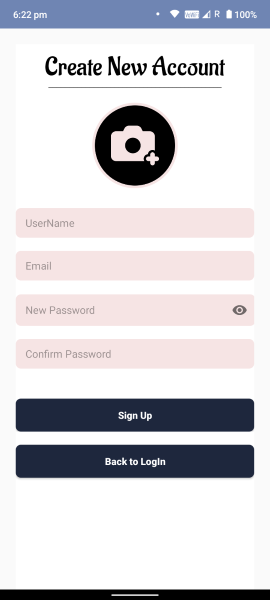 6:22 pm
R 100%
Create New Account
UserName
Email
New Password
Confirm Password
Sign Up
Back to LogIn